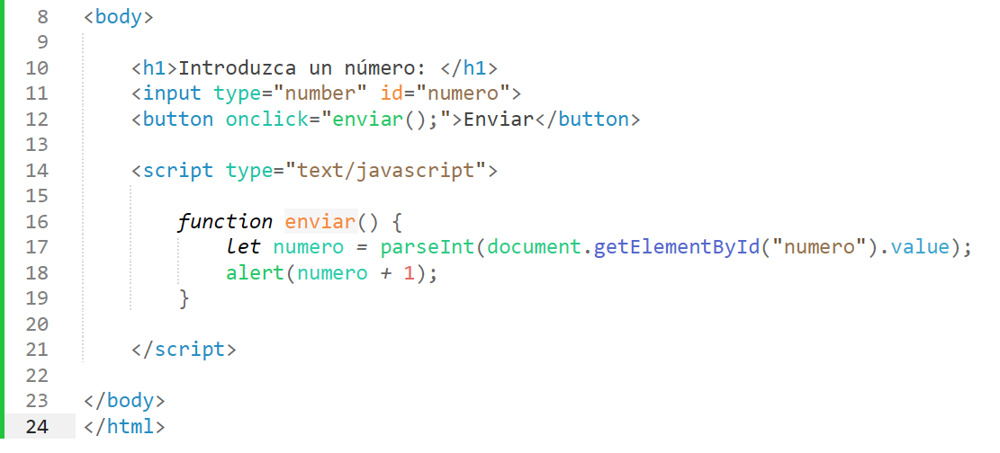 8 <body>
9
10 <h1>Introduzca un número: </h1>
11 <input type="number" id="numero">
12 <button onclick="enviar();">Enviar</button>
13
14 <script type="text/javascript">
15
16 function enviar() {
17 let numero = parseInt(document.getElementById("numero").value);
18 alert(numero + 1);
19 }
20
21 </script>
22
23 </body>
24 </html>